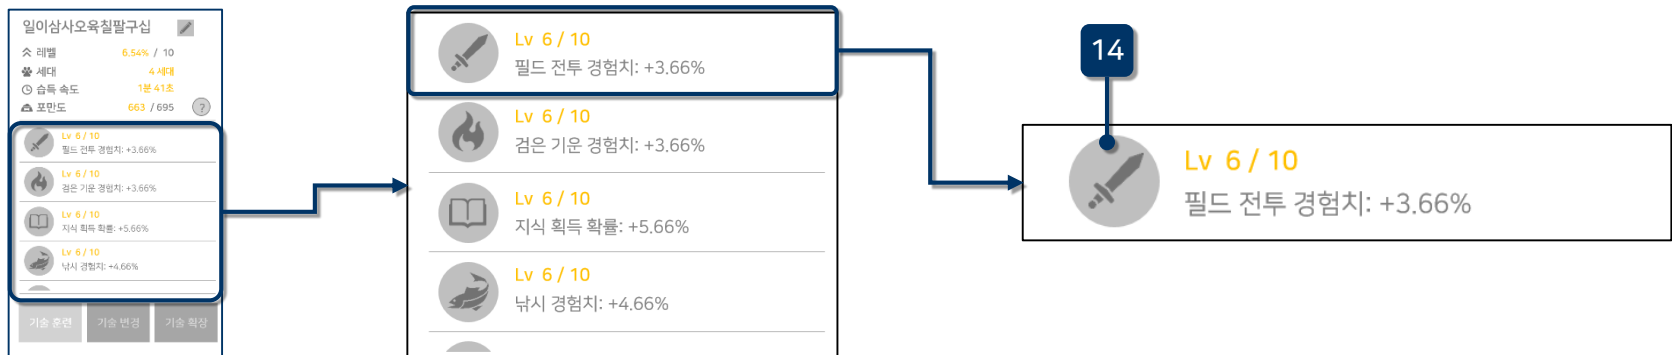 일이삼사오육칠팔구십
레벨 6.54% / 10
세대 4 세대
습득 속도 1분 41초
포만도 663 / 695 ?
Lv 6 / 10
필드 전투 경험치: +3.66%
Lv 6 / 10
검은 기운 경험치: +3.66%
Lv 6 / 10
지식 획득 확률: +5.66%
Lv 6 / 10
낚시 경험치: +4.66%
기술 훈련 기술 변경 기술 확장
Lv 6 / 10
필드 전투 경험치: +3.66%
Lv 6 / 10
검은 기운 경험치: +3.66%
Lv 6 / 10
지식 획득 확률: +5.66%
Lv 6 / 10
낚시 경험치: +4.66%
14
Lv 6 / 10
필드 전투 경험치: +3.66%